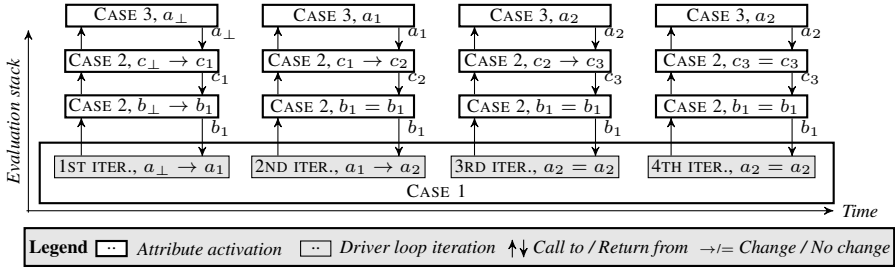 CASE 3, a⊥ CASE 3, a₁ CASE 3, a₂ CASE 3, a₂
a⊥ a₁ a₂ a₂
CASE 2, c⊥ → c₁ CASE 2, c₁ → c₂ CASE 2, c₂ → c₃ CASE 2, c₃ = c₃
c₁ c₂ c₃ c₃
CASE 2, b⊥ → b₁ CASE 2, b₁ = b₁ CASE 2, b₁ = b₁ CASE 2, b₁ = b₁
b₁ b₁ b₁ b₁
1ST ITER., a⊥ → a₁ 2ND ITER., a₁ → a₂ 3RD ITER., a₂ = a₂ 4TH ITER., a₂ = a₂
CASE 1
Evaluation stack
Time
Legend ·· Attribute activation ·· Driver loop iteration ↑↓ Call to / Return from →/= Change / No change